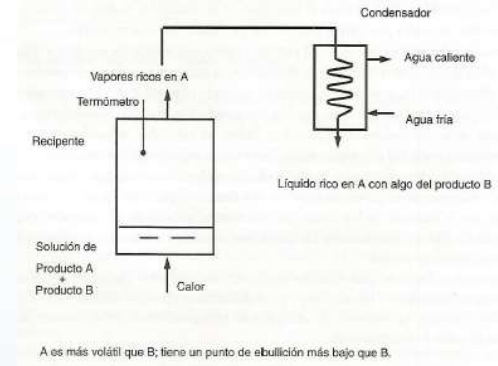 Condensador
Agua caliente
Vapores ricos en A
Termómetro
Agua fría
Recipente
Líquido rico en A con algo del producto B
Solución de
Producto A
+
Producto B
Calor
A es más volátil que B; tiene un punto de ebullición más bajo que B.